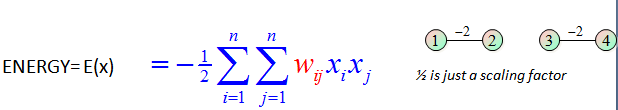 ENERGY= E(x) = -½ ∑ⁿᵢ₌₁ ∑ⁿⱼ₌₁ wᵢⱼxᵢxⱼ
1 -2 2 3 -2 4
½ is just a scaling factor